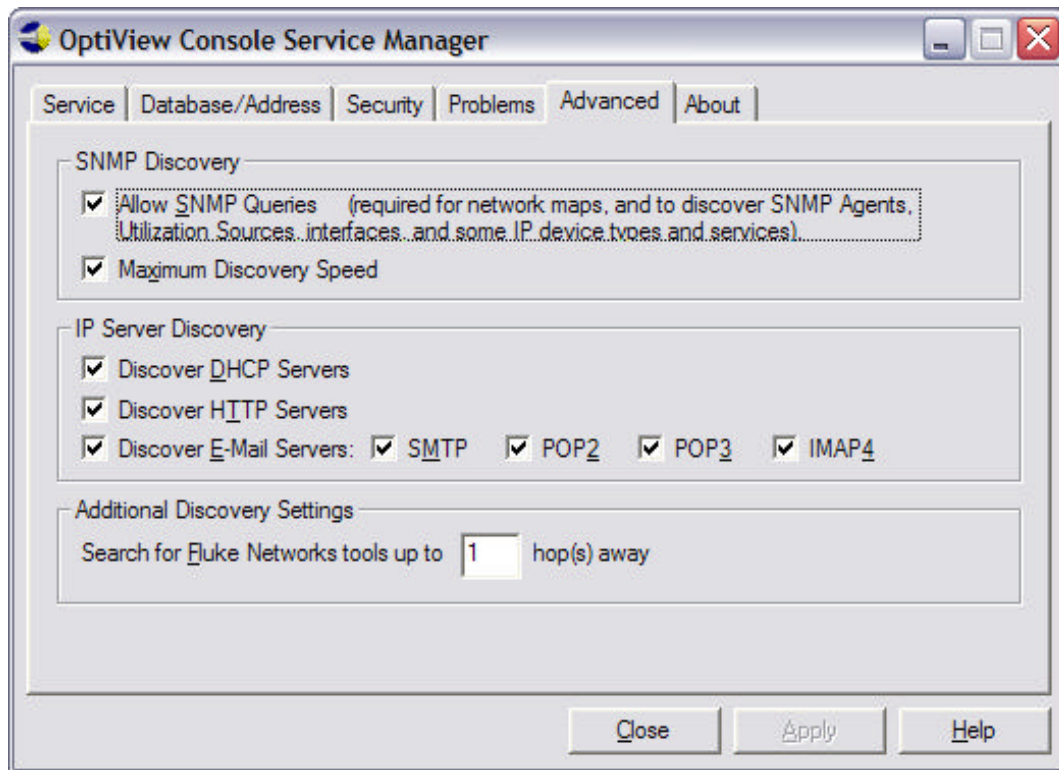 OptiView Console Service Manager
Service Database/Address Security Problems Advanced About
SNMP Discovery
Allow SNMP Queries (required for network maps, and to discover SNMP Agents,
Utilization Sources, interfaces, and some IP device types and services).
Maximum Discovery Speed
IP Server Discovery
Discover DHCP Servers
Discover HTTP Servers
Discover E-Mail Servers: SMTP POP2 POP3 IMAP4
Additional Discovery Settings
Search for Fluke Networks tools up to 1 hop(s) away
Close Apply Help